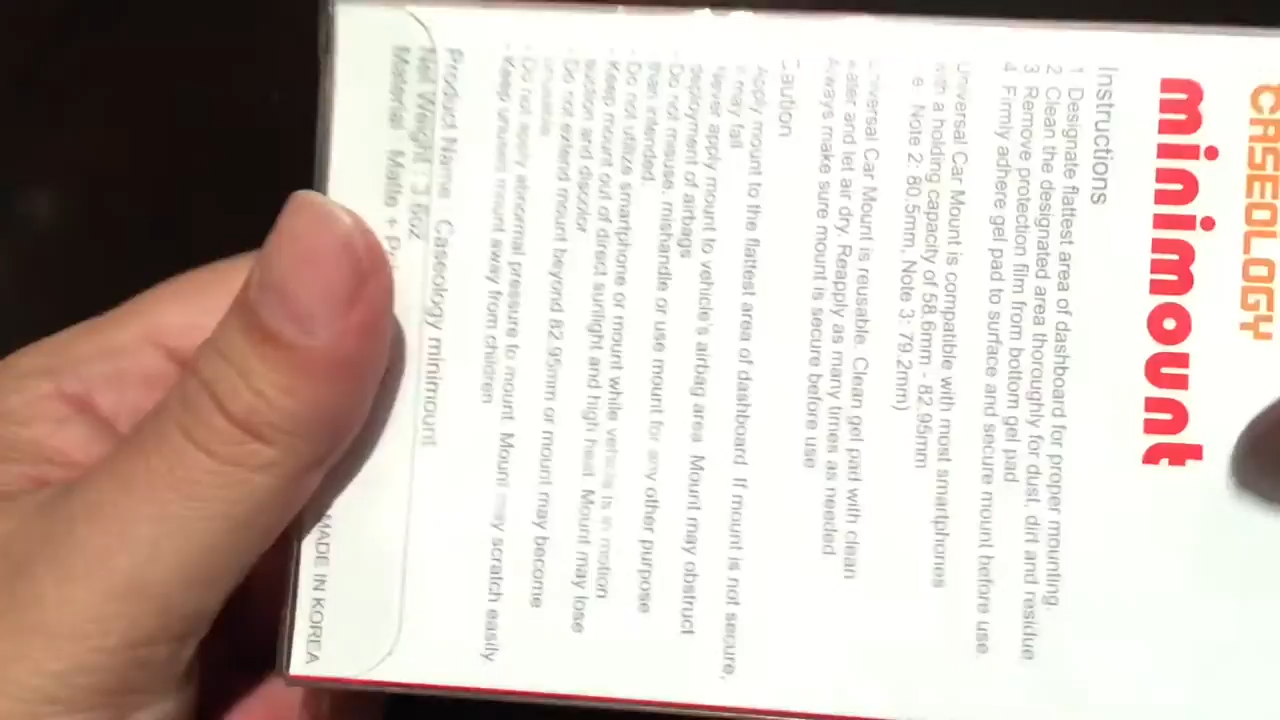 CASEOLOGY
minimount
Instructions
1 Designate flattest area of dashboard for proper mounting.
2 Clean the designated area thoroughly for dust, dirt and residue
3 Remove protection film from bottom gel pad
4 Firmly adhere gel pad to surface and secure mount before use.
Universal Car Mount is compatible with most smartphones
with a holding capacity of 58.6mm - 82.95mm
Note 2: 80.5mm, Note 3: 79.2mm)
Universal Car Mount is reusable. Clean gel pad with clean
water and let air dry. Reapply as many times as needed
Always make sure mount is secure before use
Caution
Apply mount to the flattest area of dashboard. If mount is not secure,
it may fall
Never apply mount to vehicle's airbag area. Mount may obstruct
deployment of airbags
- Do not misuse, mishandle or use mount for any other purpose
than intended.
- Do not utilize smartphone or mount while vehicle is in motion
- Keep mount out of direct sunlight and high heat. Mount may lose
suction and discolor
- Do not extend mount beyond 82.95mm or mount may become
unusable
- Do not apply abnormal pressure to mount. Mount may scratch easily
- Keep unused mount away from children
Product Name Caseology minimount
Net Weight 3.6oz
Material Matte +
MADE IN KOREA